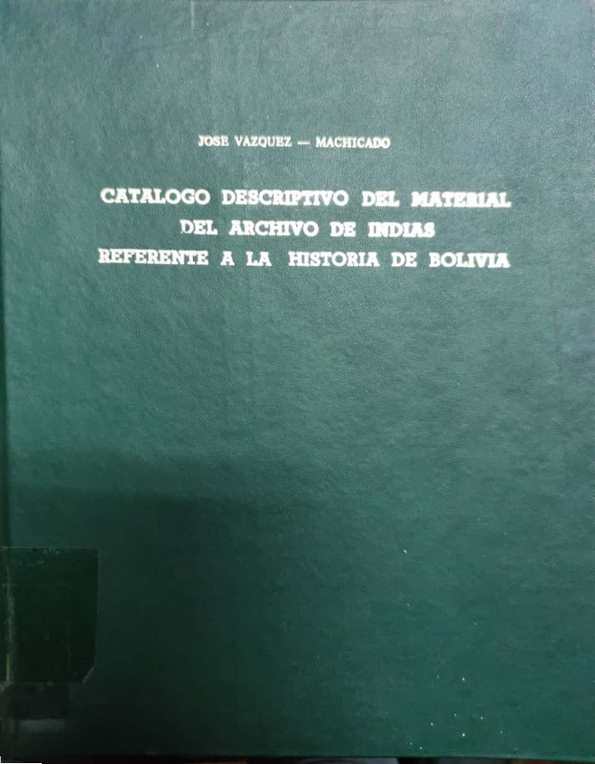 JOSE VAZQUEZ — MACHICADO
CATALOGO DESCRIPTIVO DEL MATERIAL
DEL ARCHIVO DE INDIAS
REFERENTE A LA HISTORIA DE BOLIVIA